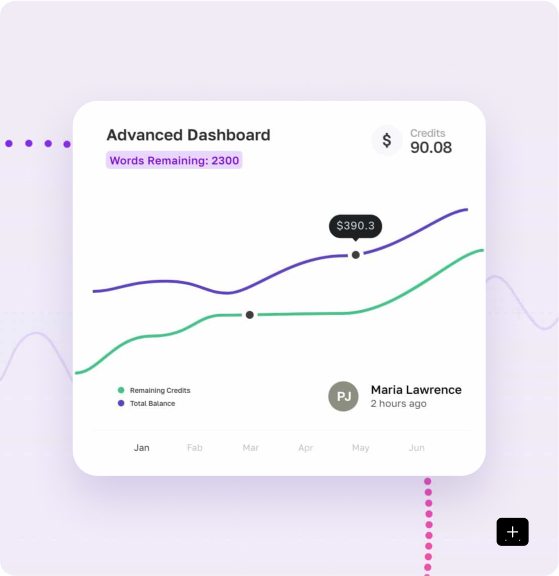 Advanced Dashboard
Words Remaining: 2300
$
Credits
90.08
$390.3
Remaining Credits
Total Balance
PJ
Maria Lawrence
2 hours ago
Jan Fab Mar Apr May Jun